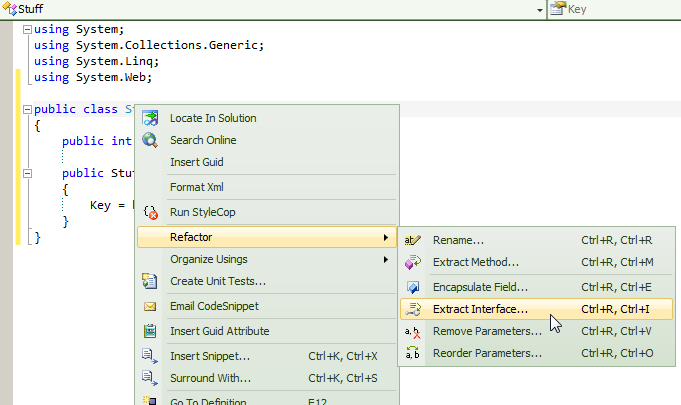 Stuff Key
using System;
using System.Collections.Generic;
using System.Linq;
using System.Web;
public class S
{
public int
public Stu
{
Key =
}
}
Locate In Solution
Search Online
Insert Guid
Format Xml
Run StyleCop
Refactor
Organize Usings
Create Unit Tests...
Email CodeSnippet
Insert Guid Attribute
Insert Snippet... Ctrl+K, Ctrl+X
Surround With... Ctrl+K, Ctrl+S
Go To Definition F12
Rename... Ctrl+R, Ctrl+R
Extract Method... Ctrl+R, Ctrl+M
Encapsulate Field... Ctrl+R, Ctrl+E
Extract Interface... Ctrl+R, Ctrl+I
Remove Parameters... Ctrl+R, Ctrl+V
Reorder Parameters... Ctrl+R, Ctrl+O